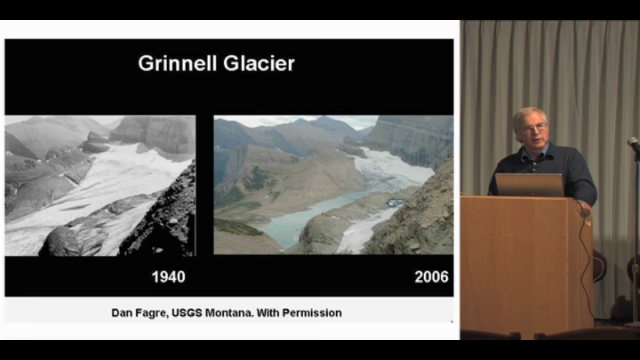 Grinnell Glacier
1940
2006
Dan Fagre, USGS Montana. With Permission